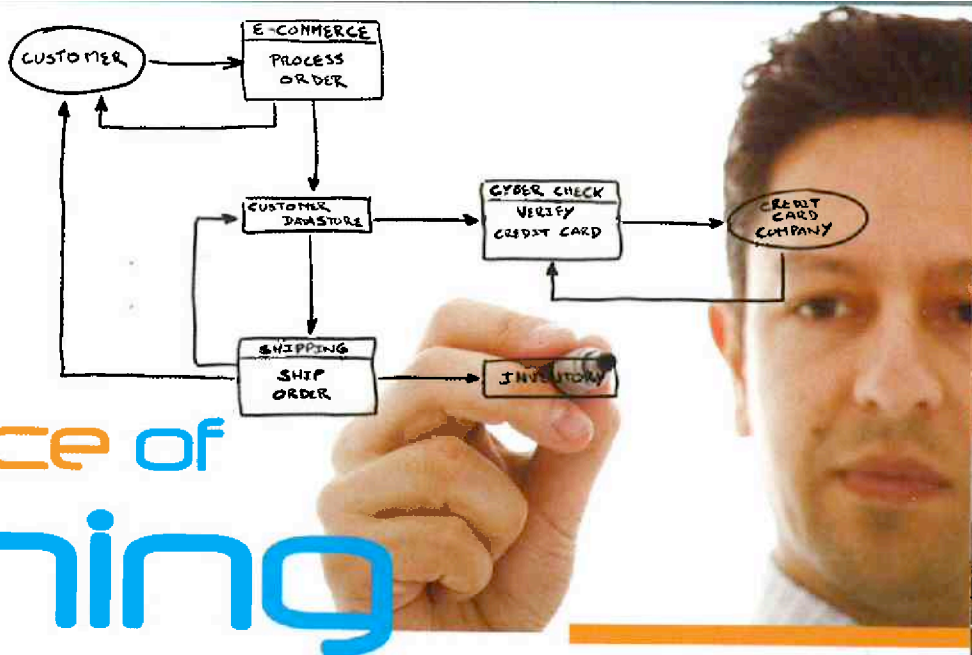 CUSTOMER
E-COMMERCE
PROCESS
ORDER
CUSTOMER
DATASTORE
CYBER CHECK
VERIFY
CREDIT CARD
CREDIT
CARD
COMPANY
SHIPPING
SHIP
ORDER
INVENTORY
ce of
ning